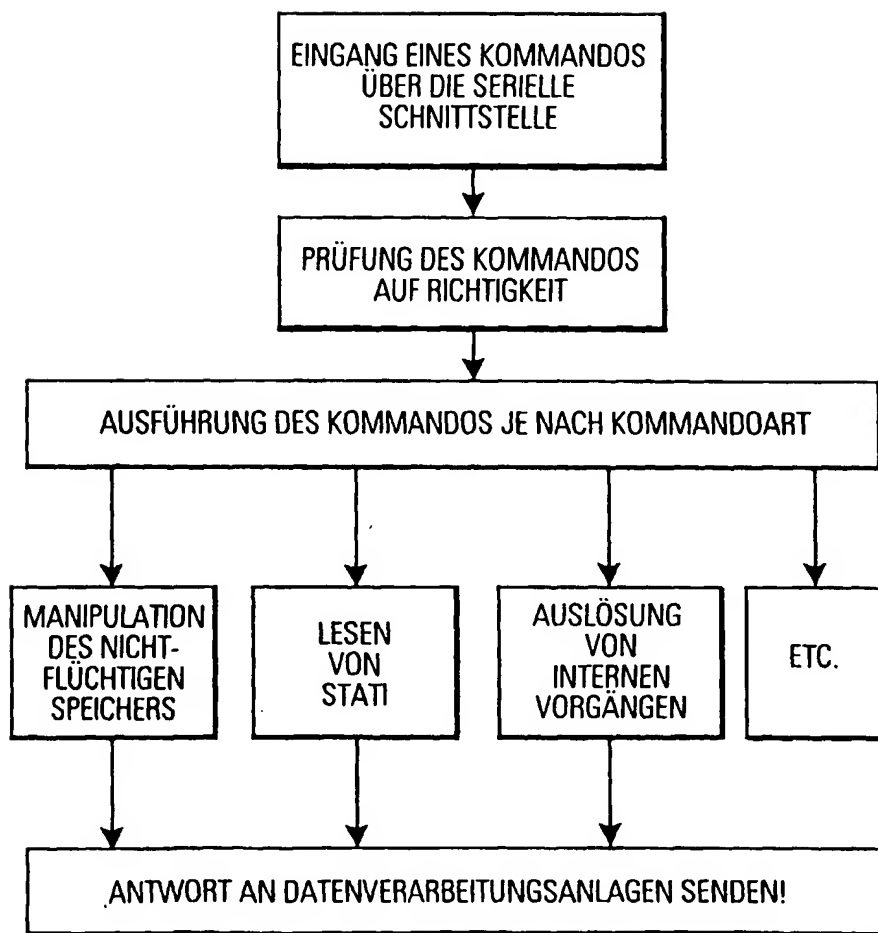 EINGANG EINES KOMMANDOS
ÜBER DIE SERIELLE
SCHNITTSTELLE
PRÜFUNG DES KOMMANDOS
AUF RICHTIGKEIT
AUSFÜHRUNG DES KOMMANDOS JE NACH KOMMANDOART
MANIPULATION
DES NICHT-
FLÜCHTIGEN
SPEICHERS
LESEN
VON
STATI
AUSLÖSUNG
VON
INTERNEN
VORGÄNGEN
ETC.
ANTWORT AN DATENVERARBEITUNGSANLAGEN SENDEN!